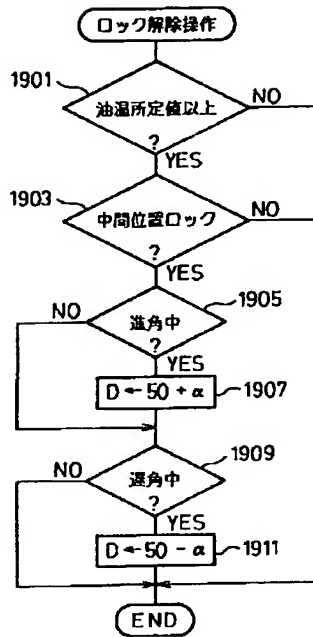 ロック解除操作
1901
油温所定値以上
?
NO
YES
1903
中間位置ロック
?
NO
YES
1905
進角中
?
NO
YES
D←50+α
1907
1909
遅角中
?
NO
YES
D←50-α
1911
END